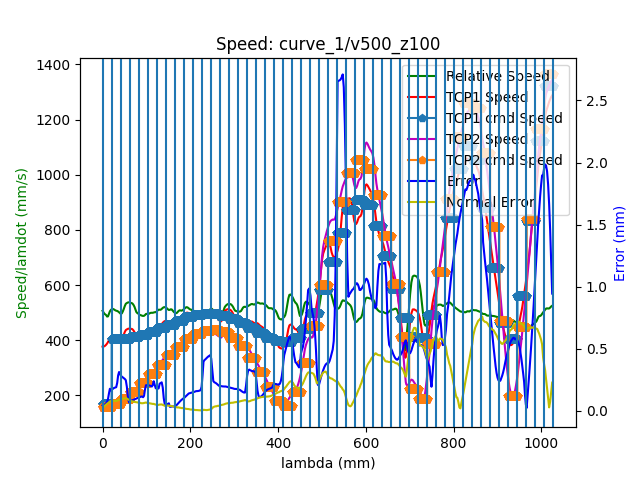 Speed: curve_1/v500_z100
Speed/lamdot (mm/s)
1400
1200
1000
800
600
400
200
Relative Speed
TCP1 Speed
TCP1 cmd Speed
TCP2 Speed
TCP2 cmd Speed
Error
Normal Error
2.5
2.0
1.5
1.0
0.5
0.0
Error (mm)
0 200 400 600 800 1000
lambda (mm)